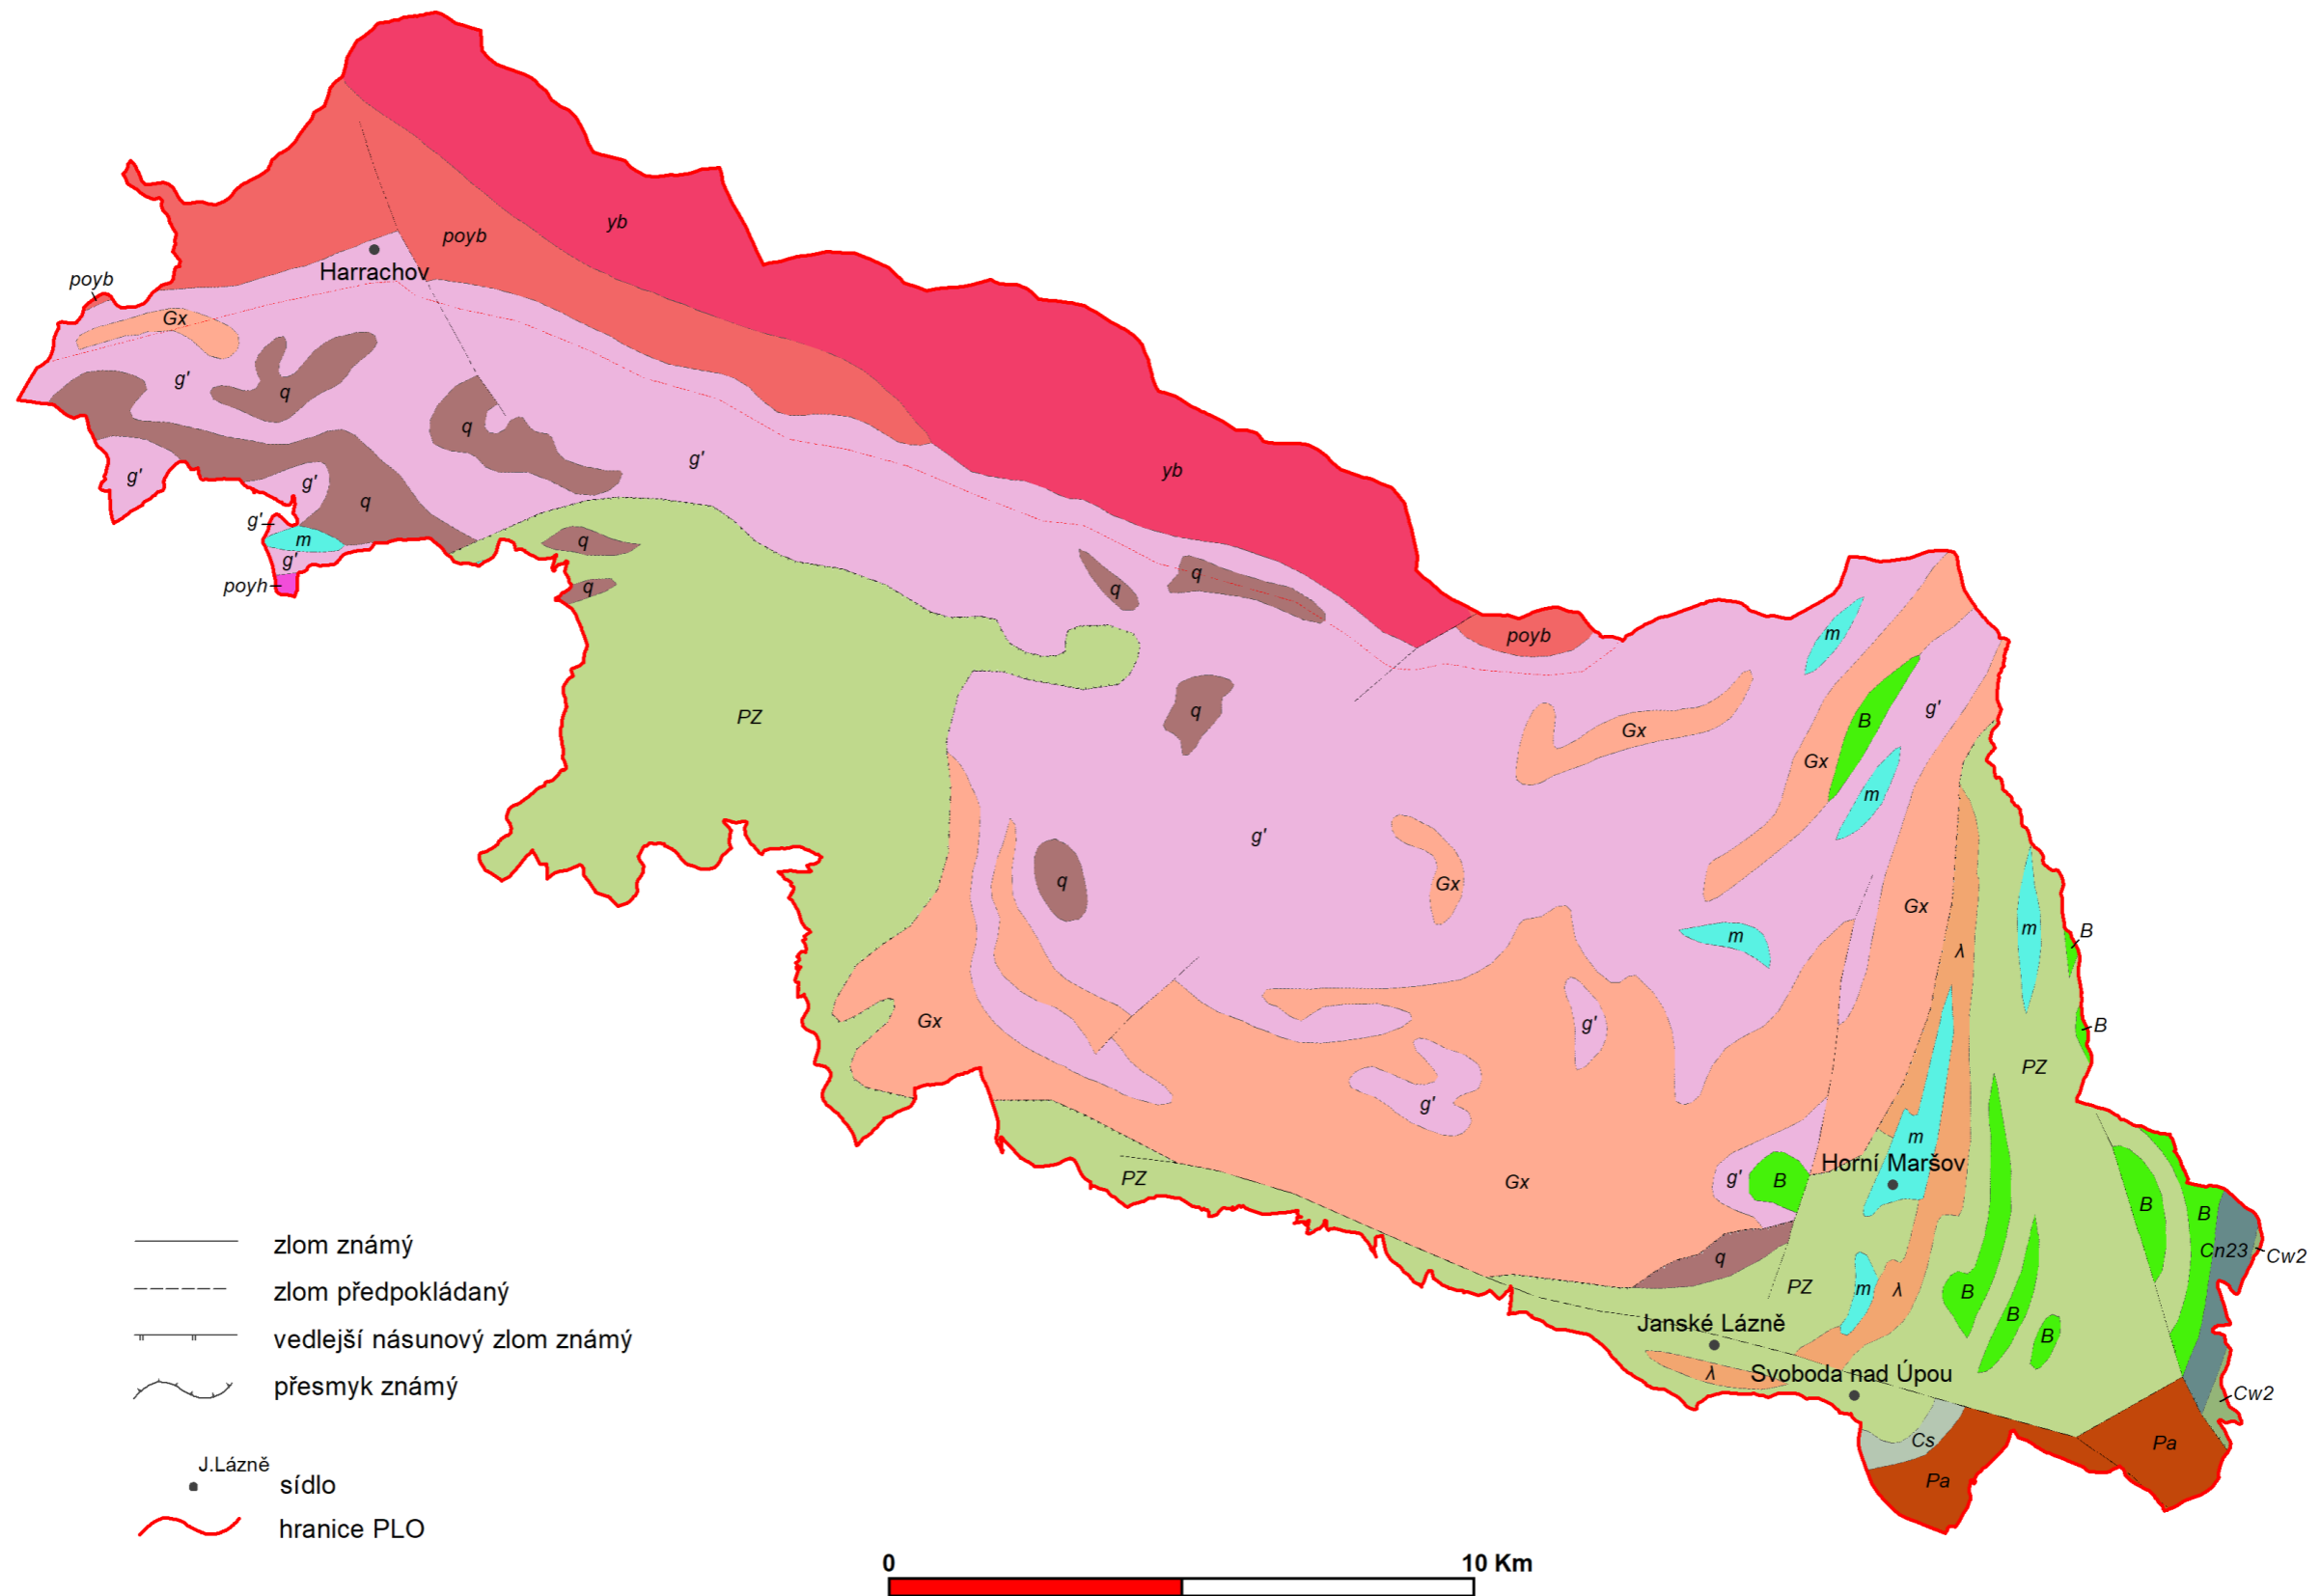 yb
poyb
Harrachov
poyb
Gx
g'
q
q
g'
yb
g'
g'
q
g'
m
g'
poyh
q
q
q
q
poyb
m
g'
q
PZ
B
Gx
Gx
m
g'
q
Gx
Gx
m
m
B
λ
Gx
g'
B
PZ
g'
m
Horní Maršov
PZ
Gx
g'
B
B
B
Cn23
Cw2
q
PZ
m
λ
B
B
B
Janské Lázně
λ
Svoboda nad Úpou
Cw2
Cs
Pa
Pa
zlom známý
zlom předpokládaný
vedlejší násunový zlom známý
přesmyk známý
J.Lázně
sídlo
hranice PLO
0 10 Km